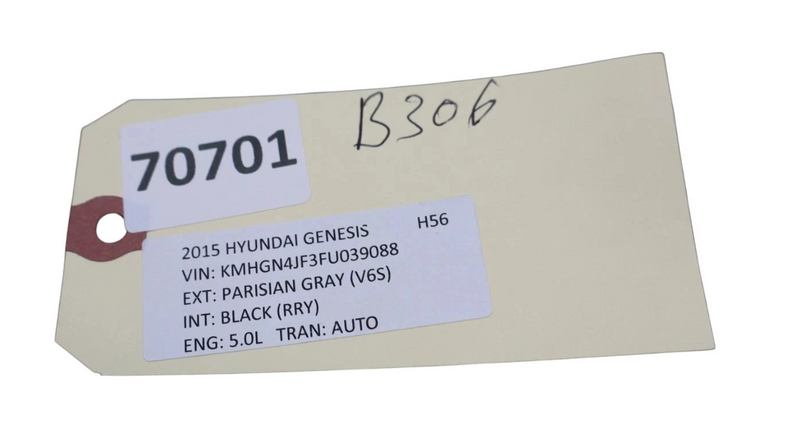 B306
70701
2015 HYUNDAI GENESIS H56
VIN: KMHGN4JF3FU039088
EXT: PARISIAN GRAY (V6S)
INT: BLACK (RRY)
ENG: 5.0L TRAN: AUTO